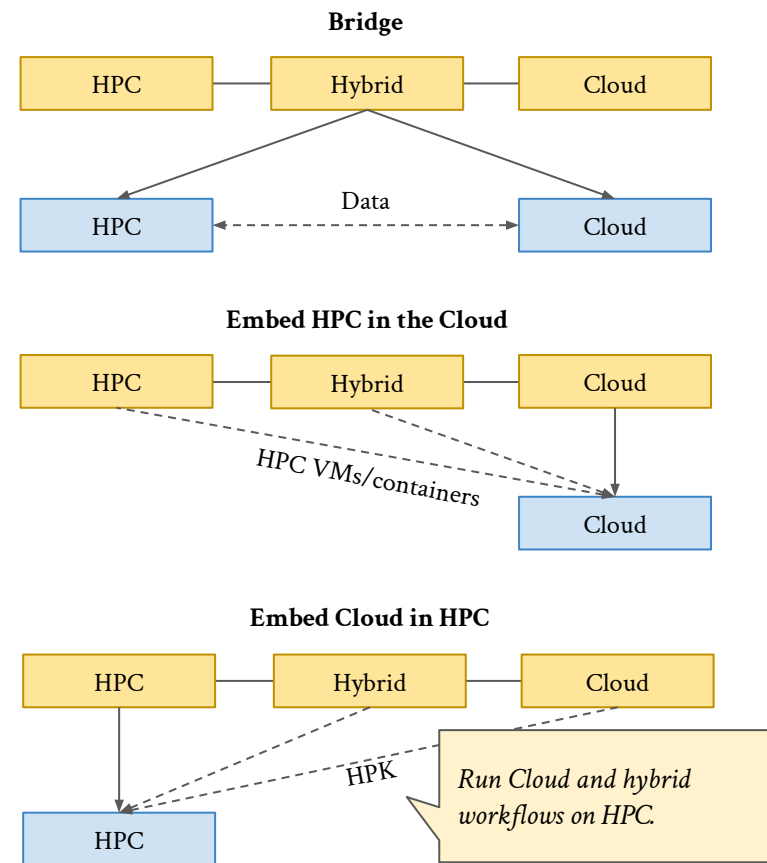 Bridge
HPC
Hybrid
Cloud
Data
HPC
Cloud
Embed HPC in the Cloud
HPC
Hybrid
Cloud
HPC VMs/containers
Cloud
Embed Cloud in HPC
HPC
Hybrid
Cloud
HPK
Run Cloud and hybrid
workflows on HPC.
HPC